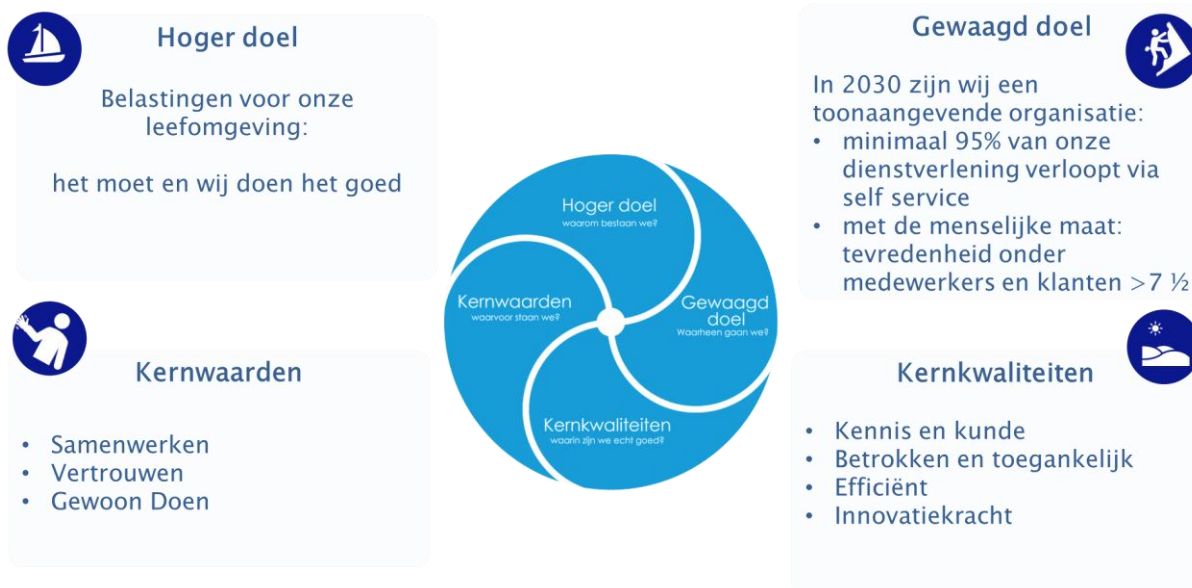 Hoger doel
Belastingen voor onze
leefomgeving:
het moet en wij doen het goed
Gewaagd doel
In 2030 zijn wij een
toonaangevende organisatie:
• minimaal 95% van onze
dienstverlening verloopt via
self service
• met de menselijke maat:
tevredenheid onder
medewerkers en klanten >7 ½
Hoger doel
waarom bestaan we?
Kernwaarden
waarvoor staan we?
Gewaagd
doel
Waarheen gaan we?
Kernkwaliteiten
waarin zijn we echt goed?
Kernwaarden
• Samenwerken
• Vertrouwen
• Gewoon Doen
Kernkwaliteiten
• Kennis en kunde
• Betrokken en toegankelijk
• Efficiënt
• Innovatiekracht